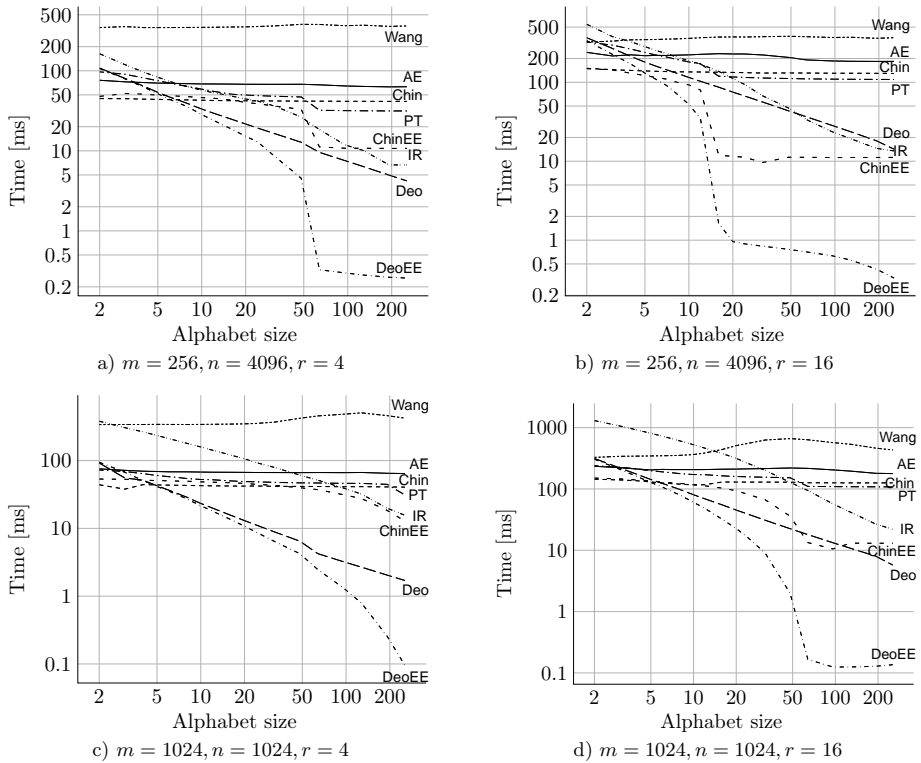 500
200
100
50
20
10
5
2
1
0.5
0.2
Time [ms]
Wang
AE
Chin
PT
ChinEE
IR
Deo
DeoEE
2 5 10 20 50 100 200
Alphabet size
a) m = 256, n = 4096, r = 4
500
200
100
50
20
10
5
2
1
0.5
0.2
Time [ms]
Wang
AE
Chin
PT
Deo
IR
ChinEE
DeoEE
2 5 10 20 50 100 200
Alphabet size
b) m = 256, n = 4096, r = 16
100
10
1
0.1
Time [ms]
Wang
AE
Chin
PT
IR
ChinEE
Deo
DeoEE
2 5 10 20 50 100 200
Alphabet size
c) m = 1024, n = 1024, r = 4
1000
100
10
1
0.1
Time [ms]
Wang
AE
Chin
PT
IR
ChinEE
Deo
DeoEE
2 5 10 20 50 100 200
Alphabet size
d) m = 1024, n = 1024, r = 16